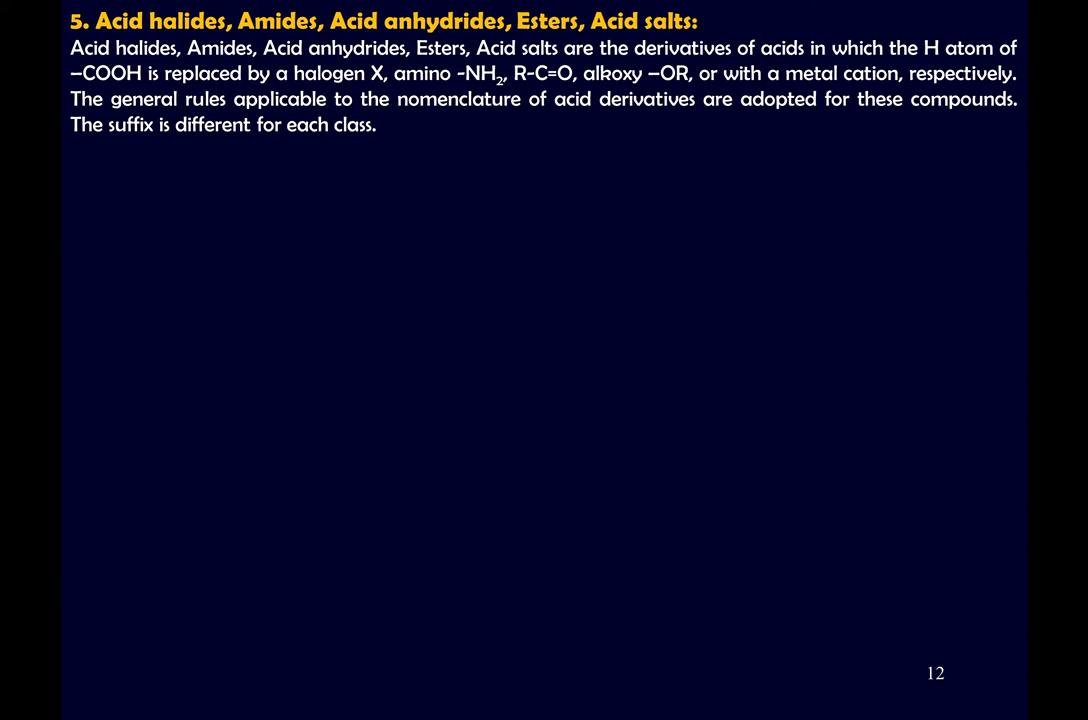 5. Acid halides, Amides, Acid anhydrides, Esters, Acid salts:
Acid halides, Amides, Acid anhydrides, Esters, Acid salts are the derivatives of acids in which the H atom of
–COOH is replaced by a halogen X, amino -NH₂, R-C=O, alkoxy –OR, or with a metal cation, respectively.
The general rules applicable to the nomenclature of acid derivatives are adopted for these compounds.
The suffix is different for each class.
12